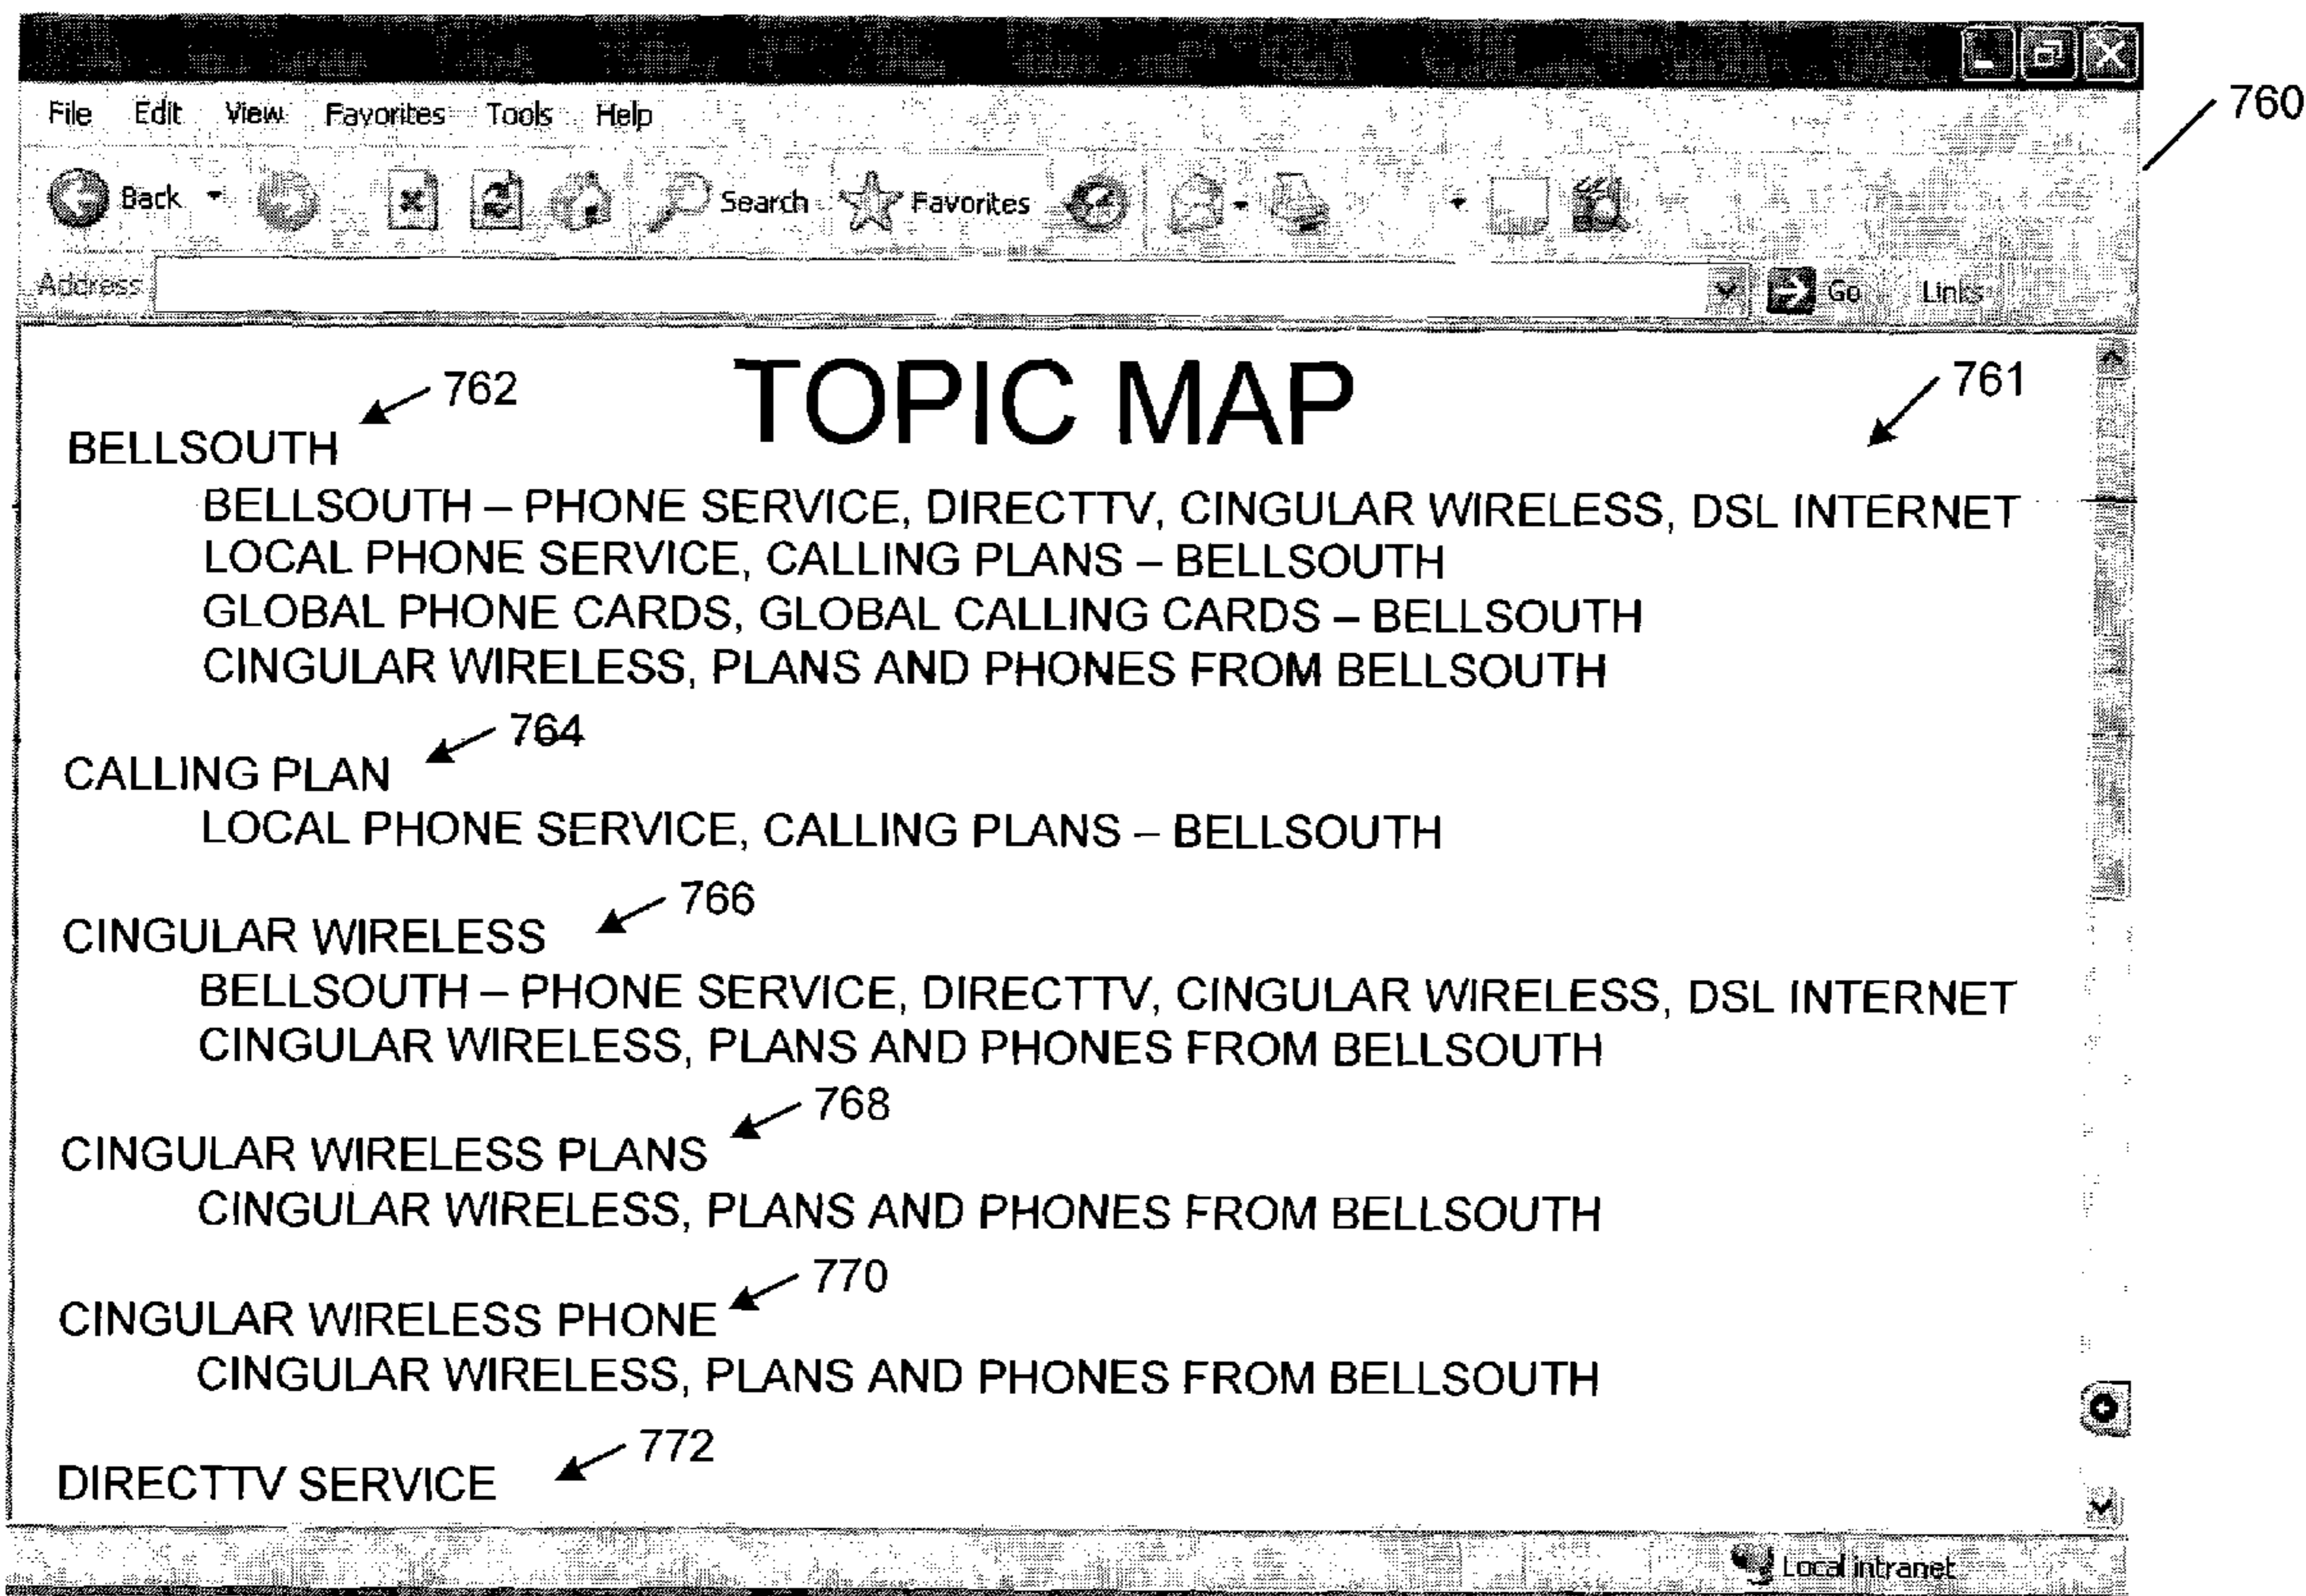 File Edit View Favorites Tools Help
760
Back Search Favorites
Address Go Links
TOPIC MAP
762
761
BELLSOUTH
BELLSOUTH – PHONE SERVICE, DIRECTTV, CINGULAR WIRELESS, DSL INTERNET
LOCAL PHONE SERVICE, CALLING PLANS – BELLSOUTH
GLOBAL PHONE CARDS, GLOBAL CALLING CARDS – BELLSOUTH
CINGULAR WIRELESS, PLANS AND PHONES FROM BELLSOUTH
764
CALLING PLAN
LOCAL PHONE SERVICE, CALLING PLANS – BELLSOUTH
766
CINGULAR WIRELESS
BELLSOUTH – PHONE SERVICE, DIRECTTV, CINGULAR WIRELESS, DSL INTERNET
CINGULAR WIRELESS, PLANS AND PHONES FROM BELLSOUTH
768
CINGULAR WIRELESS PLANS
CINGULAR WIRELESS, PLANS AND PHONES FROM BELLSOUTH
770
CINGULAR WIRELESS PHONE
CINGULAR WIRELESS, PLANS AND PHONES FROM BELLSOUTH
772
DIRECTTV SERVICE
Local intranet